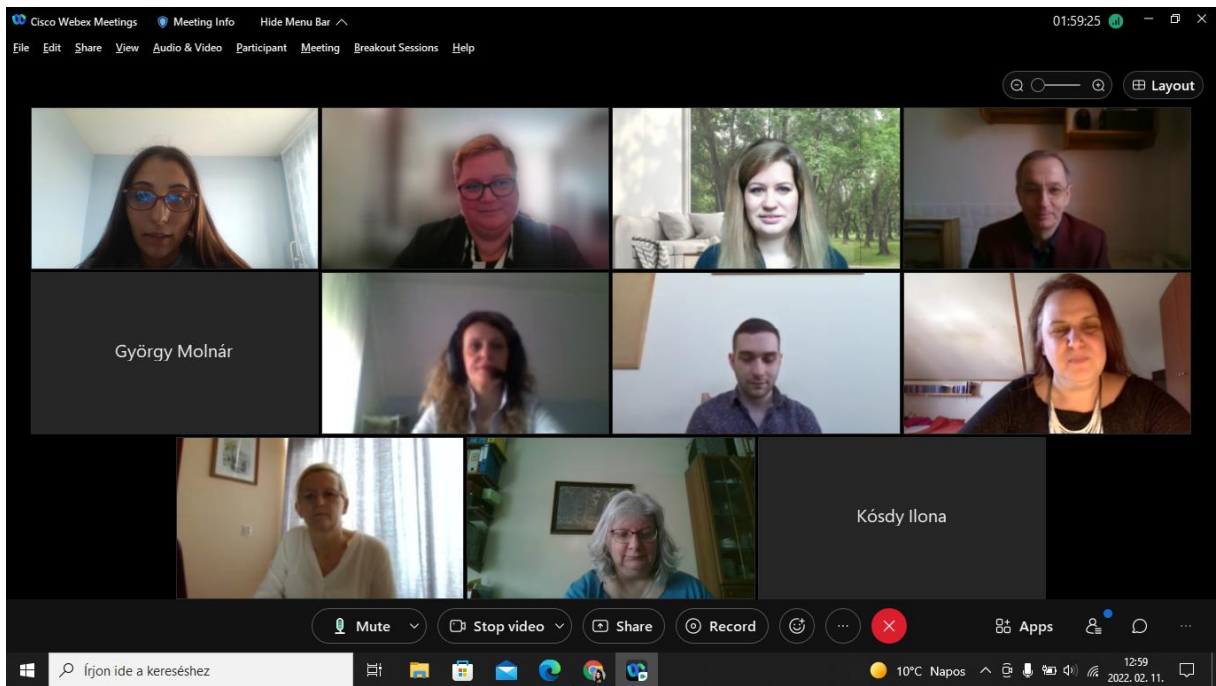 Cisco Webex Meetings Meeting Info Hide Menu Bar 01:59:25
File Edit Share View Audio & Video Participant Meeting Breakout Sessions Help
Layout
György Molnár
Kósdy Ilona
Mute Stop video Share Record Apps
Írjon ide a kereséshez 10°C Napos 12:59
2022. 02. 11.